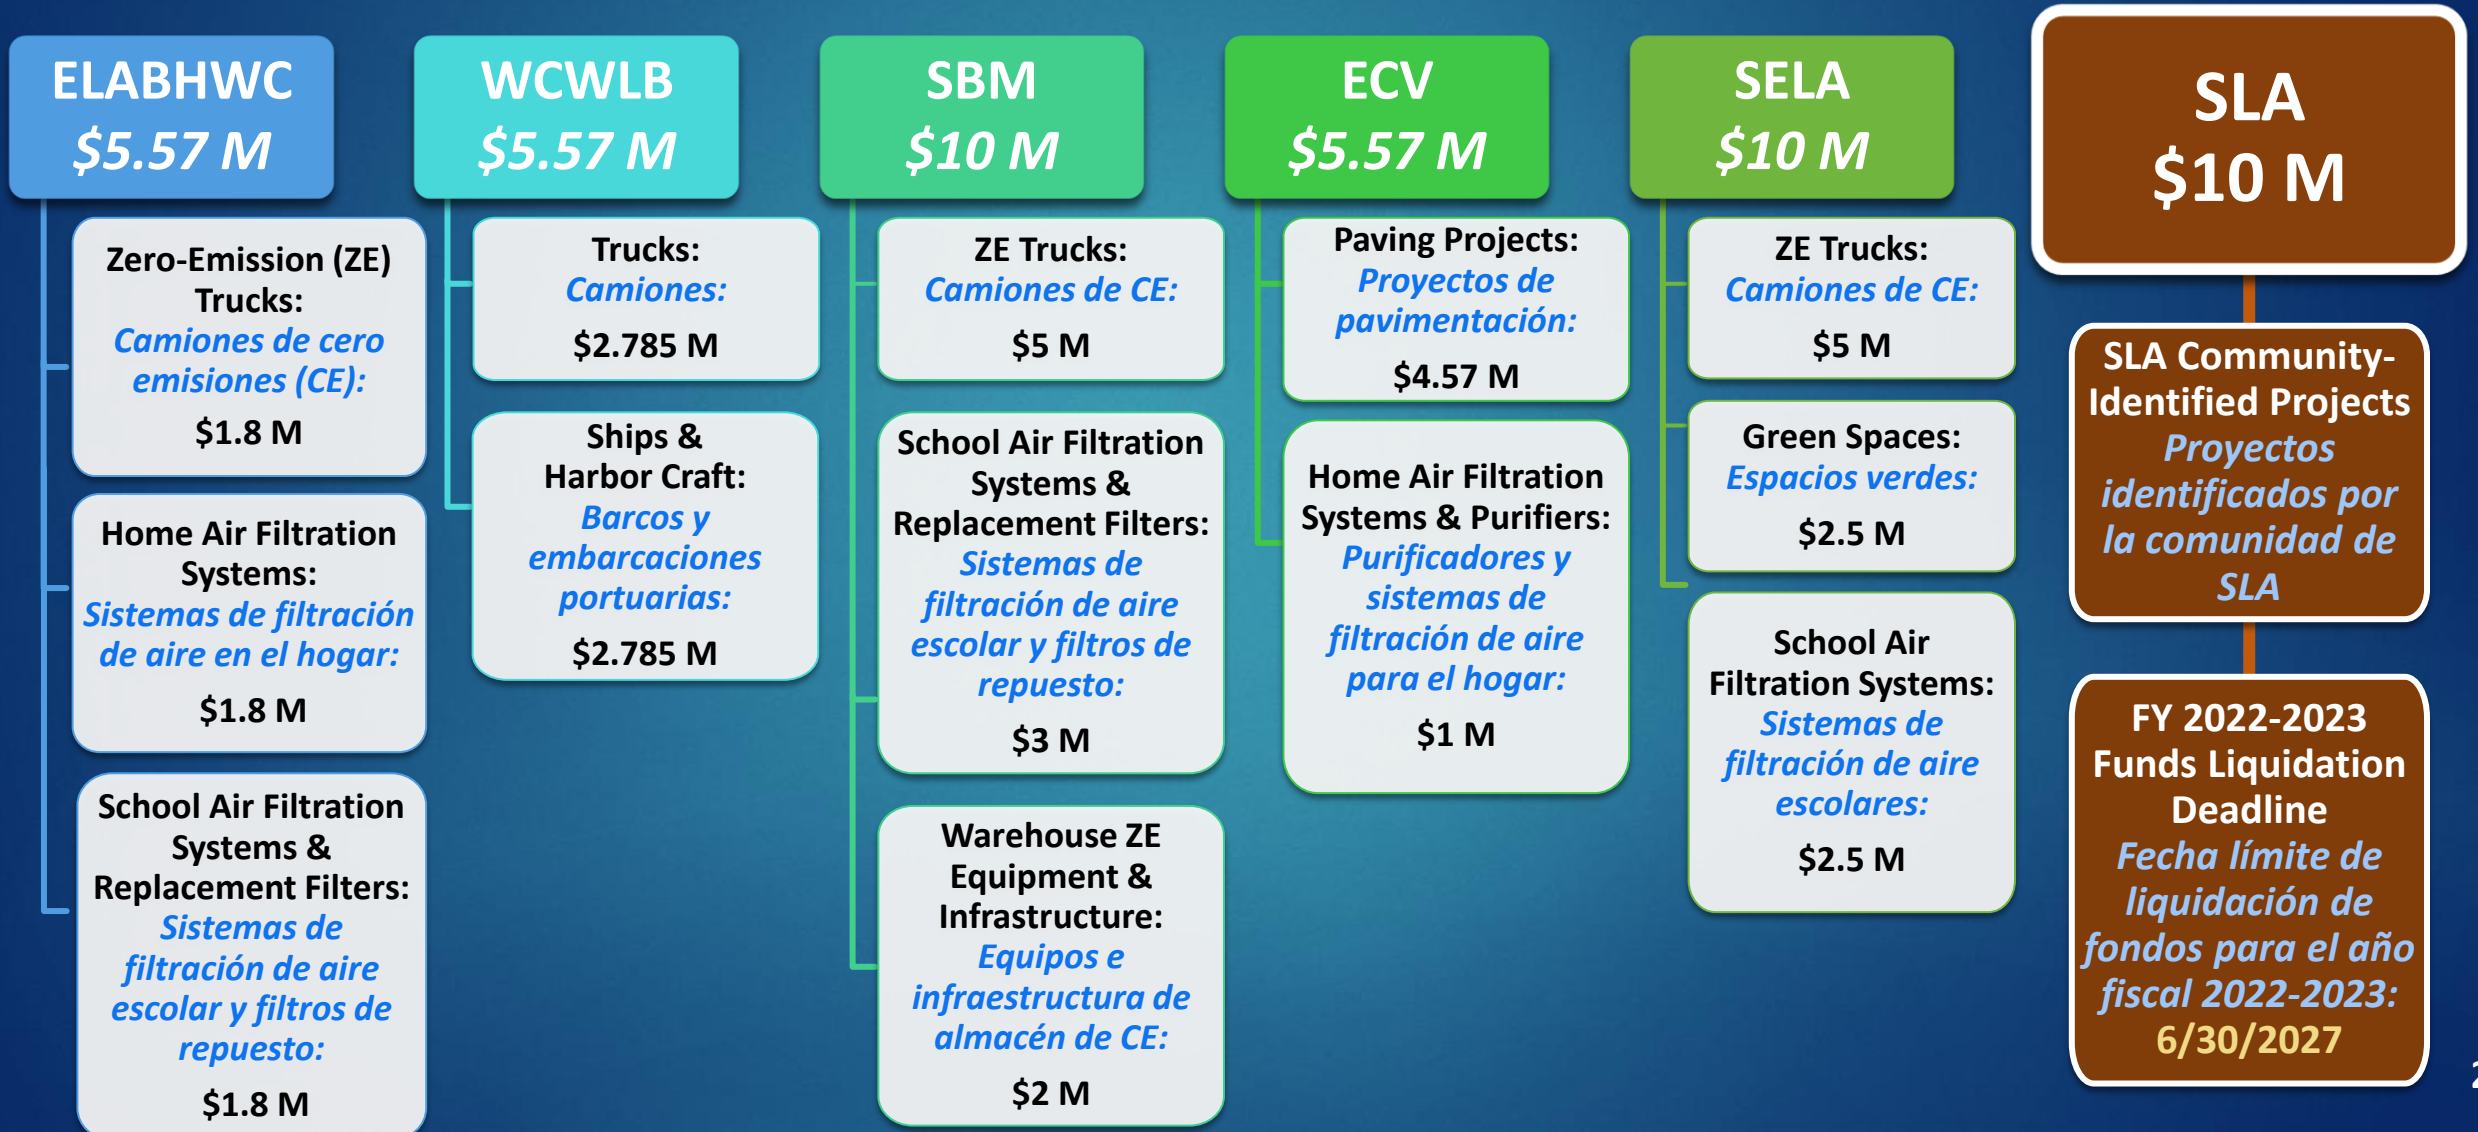 ELABHWC
$5.57 M
Zero-Emission (ZE)
Trucks:
Camiones de cero
emisiones (CE):
$1.8 M
Home Air Filtration
Systems:
Sistemas de filtración
de aire en el hogar:
$1.8 M
School Air Filtration
Systems &
Replacement Filters:
Sistemas de
filtración de aire
escolar y filtros de
repuesto:
$1.8 M
WCWLB
$5.57 M
Trucks:
Camiones:
$2.785 M
Ships &
Harbor Craft:
Barcos y
embarcaciones
portuarias:
$2.785 M
SBM
$10 M
ZE Trucks:
Camiones de CE:
$5 M
School Air Filtration
Systems &
Replacement Filters:
Sistemas de
filtración de aire
escolar y filtros de
repuesto:
$3 M
Warehouse ZE
Equipment &
Infrastructure:
Equipos e
infraestructura de
almacén de CE:
$2 M
ECV
$5.57 M
Paving Projects:
Proyectos de
pavimentación:
$4.57 M
Home Air Filtration
Systems & Purifiers:
Purificadores y
sistemas de
filtración de aire
para el hogar:
$1 M
SELA
$10 M
ZE Trucks:
Camiones de CE:
$5 M
Green Spaces:
Espacios verdes:
$2.5 M
School Air
Filtration Systems:
Sistemas de
filtración de aire
escolares:
$2.5 M
SLA
$10 M
SLA Community-
Identified Projects
Proyectos
identificados por
la comunidad de
SLA
FY 2022-2023
Funds Liquidation
Deadline
Fecha límite de
liquidación de
fondos para el año
fiscal 2022-2023:
6/30/2027